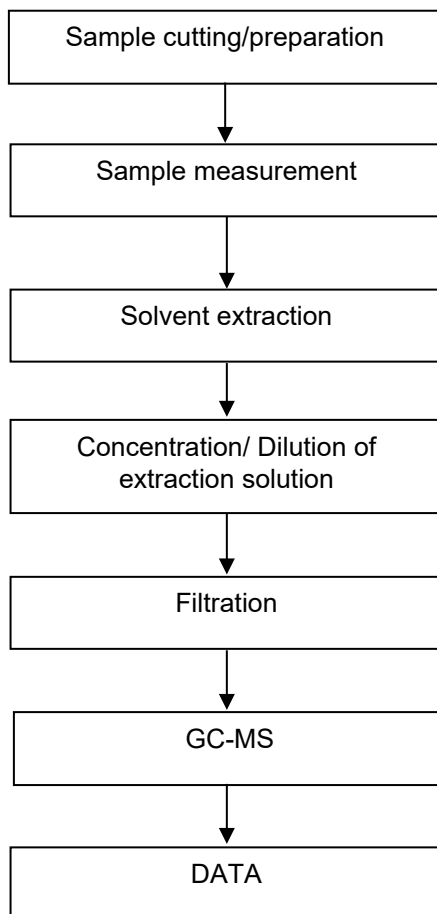 Sample cutting/preparation
Sample measurement
Solvent extraction
Concentration/ Dilution of
extraction solution
Filtration
GC-MS
DATA